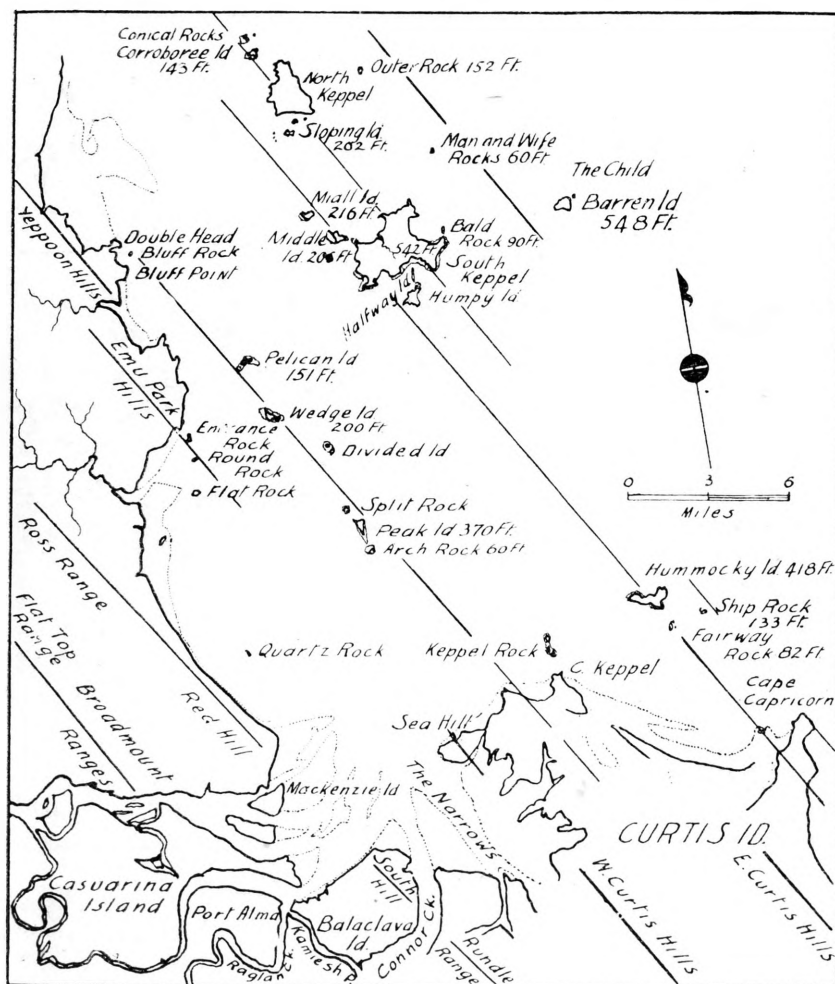 Conical Rocks
Corroboree Id
143 Ft.
North
Keppel
Outer Rock 152 Ft.
Sloping Id.
202 Ft.
Man and Wife
Rocks 60 Ft
The Child
Barren Id
548 Ft.
Miall Id
216 Ft.
Middle
Id 206 Ft
542 Ft
Bald
Rock 90 Ft.
South
Keppel
Halfway Id
Humpy Id.
Yeppoon Hills
Double Head
Bluff Rock
Bluff Point
Emu Park
Hills
Pelican Id
151 Ft.
Wedge Id
200 Ft.
Entrance
Rock
Round
Rock
Flat Rock
Divided Id
Split Rock
Peak Id 370 Ft.
Arch Rock 60 Ft
0 3 6
Miles
Ross Range
Flat Top
Range
Broadmount
Ranges
Red Hill
Quartz Rock
Keppel Rock
C. Keppel
Hummocky Id. 418 Ft.
Ship Rock
133 Ft.
Fairway
Rock 82 Ft.
Cape
Capricorn
Sea Hill
Mackenzie Id
The Narrows
CURTIS ID.
W. Curtis Hills
E. Curtis Hills
Casuarina
Island
Port Alma
Raglan Ck.
Kamiesh P.
Balaclava
Id.
South
Hill
Connor Ck.
Rundle
Range